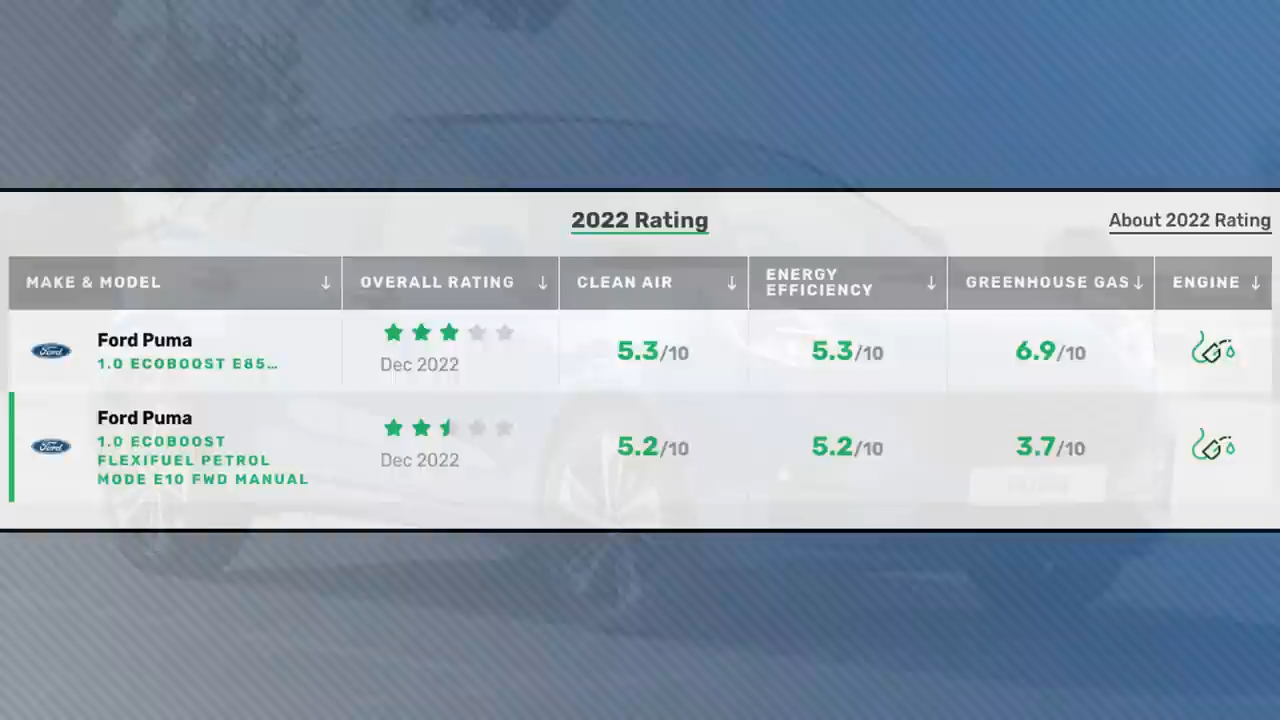 2022 Rating
About 2022 Rating
MAKE & MODEL ↓
OVERALL RATING ↓
CLEAN AIR ↓
ENERGY
EFFICIENCY ↓
GREENHOUSE GAS ↓
ENGINE ↓
Ford
Ford Puma
1.0 ECOBOOST E85...
Dec 2022
5.3/10
5.3/10
6.9/10
Ford
Ford Puma
1.0 ECOBOOST
FLEXIFUEL PETROL
MODE E10 FWD MANUAL
Dec 2022
5.2/10
5.2/10
3.7/10